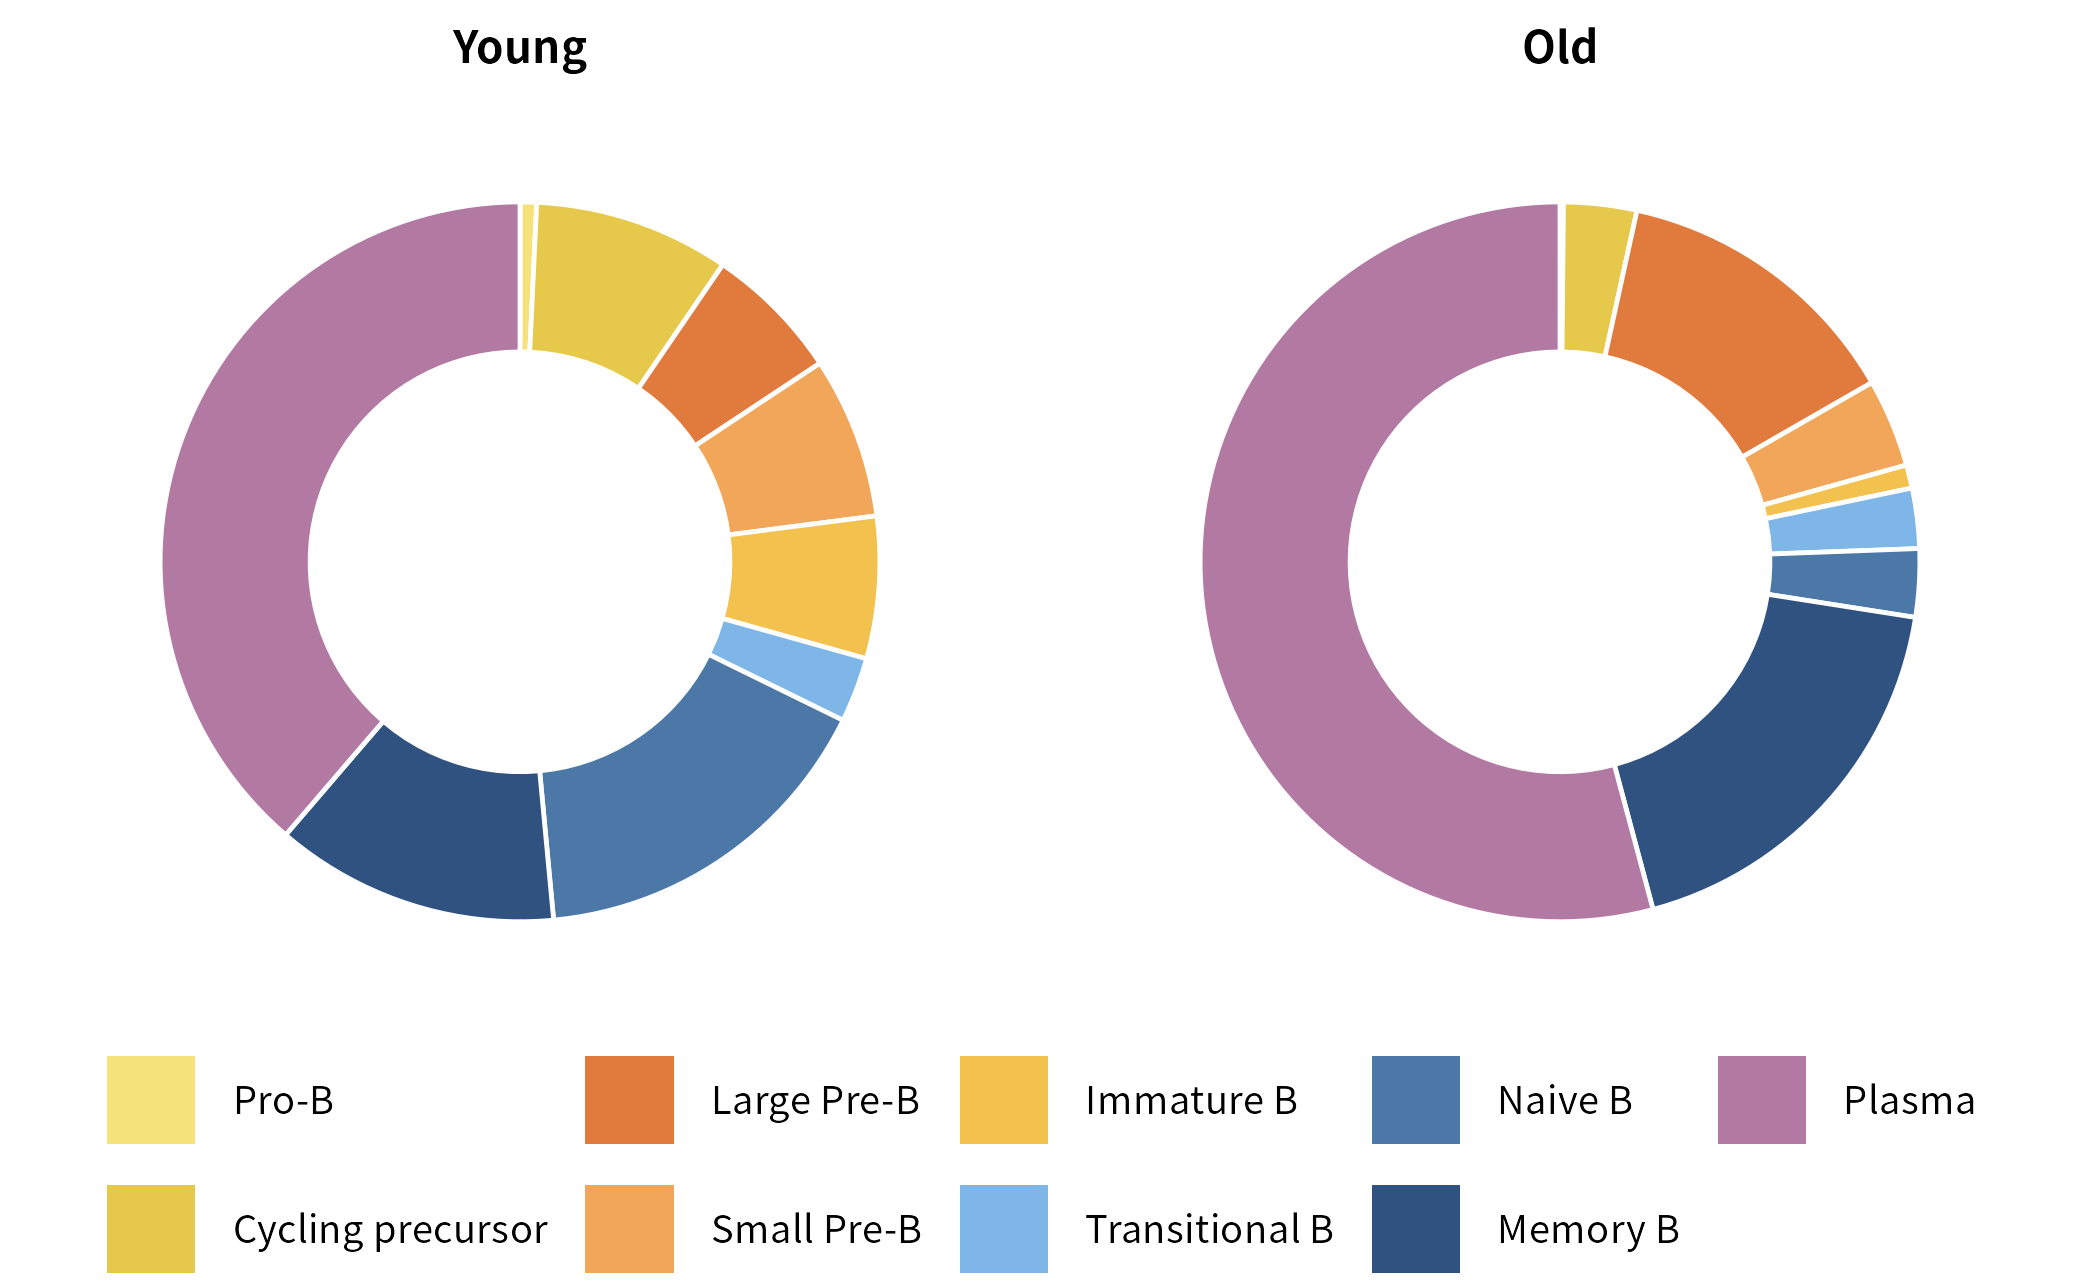 Young
Old
Pro-B
Large Pre-B
Immature B
Naive B
Plasma
Cycling precursor
Small Pre-B
Transitional B
Memory B